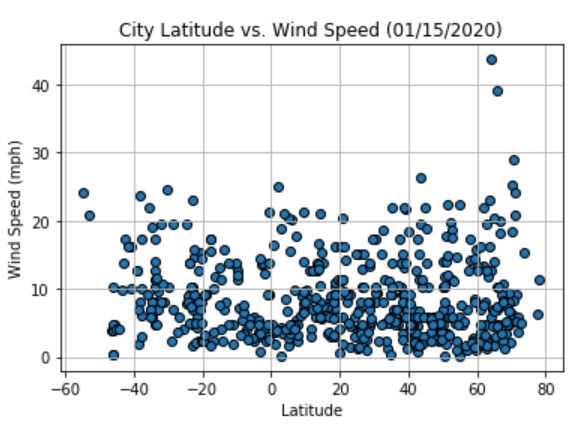 City Latitude vs. Wind Speed (01/15/2020)
40
30
20
10
0
Wind Speed (mph)
−60 −40 −20 0 20 40 60 80
Latitude